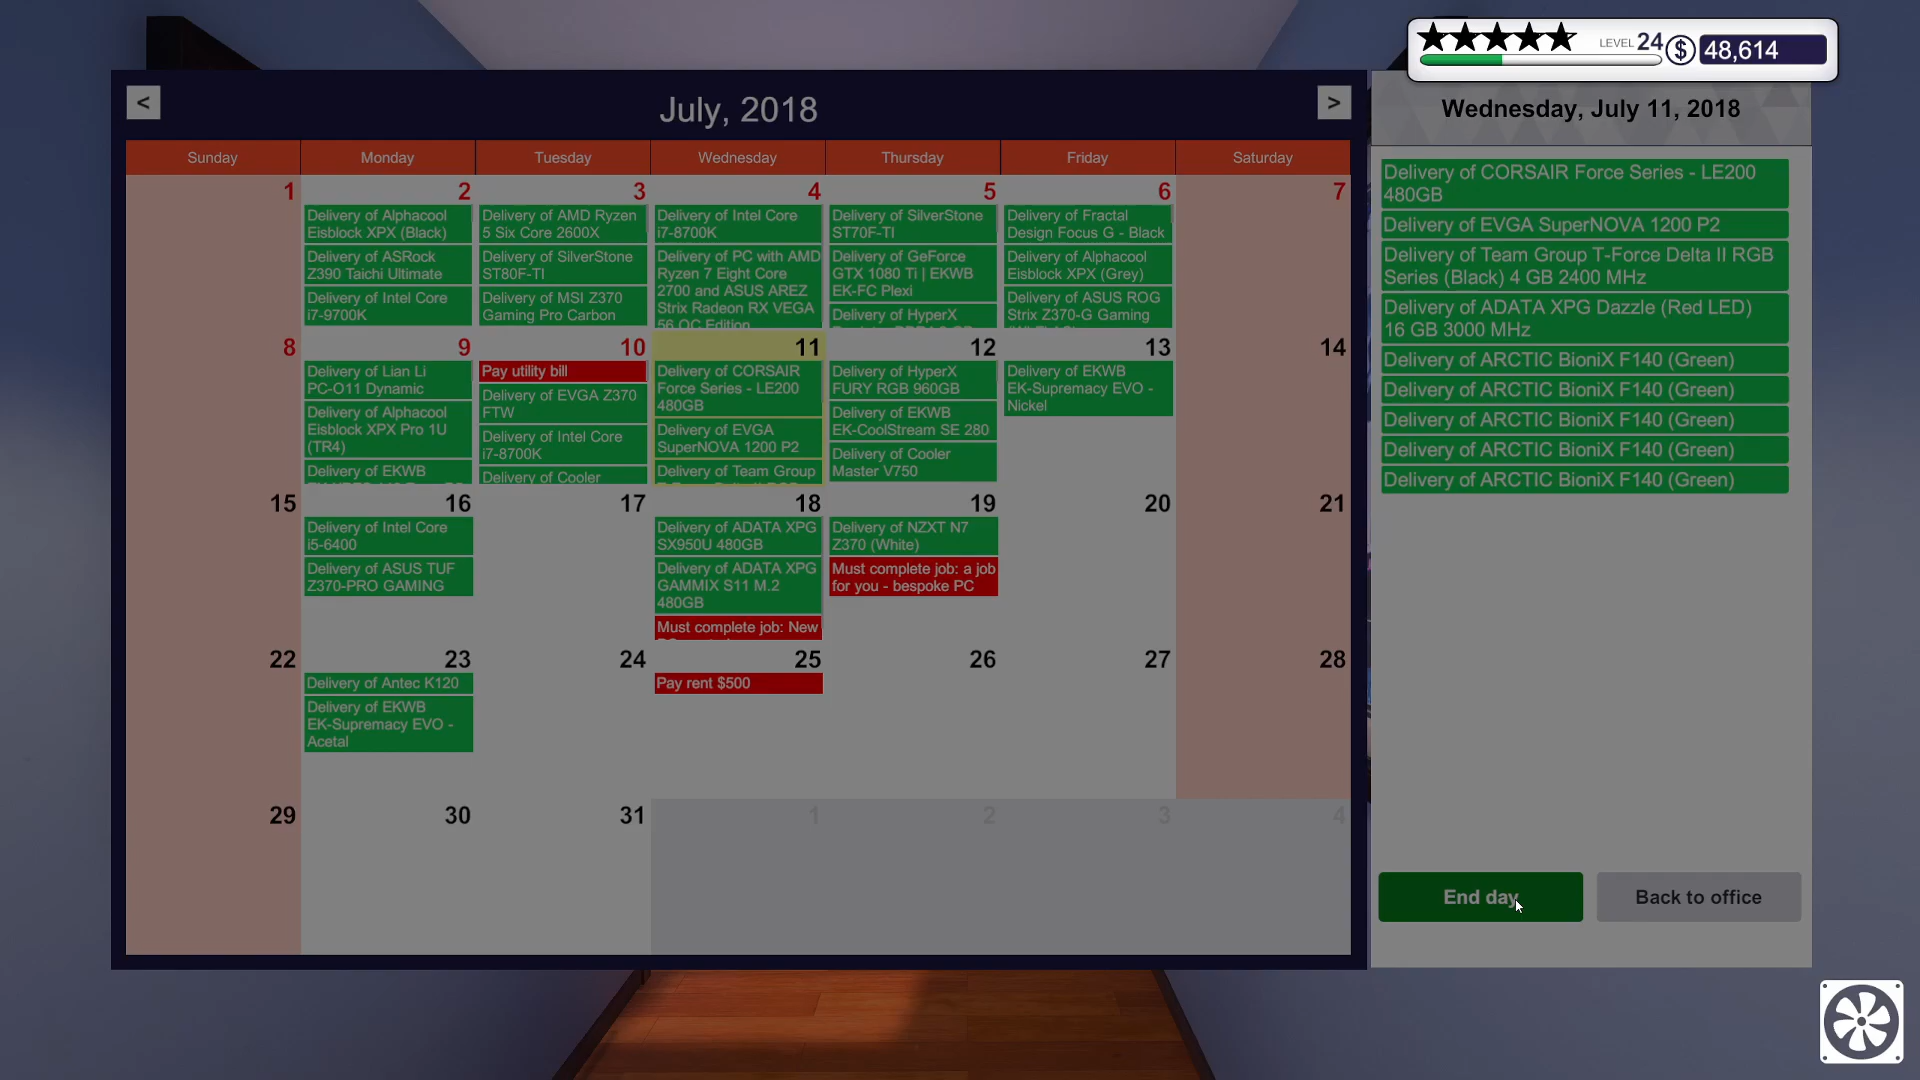 LEVEL 24 $ 48,614
< July, 2018 >
Wednesday, July 11, 2018
Sunday Monday Tuesday Wednesday Thursday Friday Saturday
1
2
Delivery of Alphacool
Eisblock XPX (Black)
Delivery of ASRock
Z390 Taichi Ultimate
Delivery of Intel Core
i7-9700K
3
Delivery of AMD Ryzen
5 Six Core 2600X
Delivery of SilverStone
ST80F-TI
Delivery of MSI Z370
Gaming Pro Carbon
4
Delivery of Intel Core
i7-8700K
Delivery of PC with AMD
Ryzen 7 Eight Core
2700 and ASUS AREZ
Strix Radeon RX VEGA
56 OC Edition
5
Delivery of SilverStone
ST70F-TI
Delivery of GeForce
GTX 1080 Ti | EKWB
EK-FC Plexi
Delivery of HyperX
6
Delivery of Fractal
Design Focus G - Black
Delivery of Alphacool
Eisblock XPX (Grey)
Delivery of ASUS ROG
Strix Z370-G Gaming
7
8
9
Delivery of Lian Li
PC-O11 Dynamic
Delivery of Alphacool
Eisblock XPX Pro 1U
(TR4)
Delivery of EKWB
10
Pay utility bill
Delivery of EVGA Z370
FTW
Delivery of Intel Core
i7-8700K
Delivery of Cooler
11
Delivery of CORSAIR
Force Series - LE200
480GB
Delivery of EVGA
SuperNOVA 1200 P2
Delivery of Team Group
12
Delivery of HyperX
FURY RGB 960GB
Delivery of EKWB
EK-CoolStream SE 280
Delivery of Cooler
Master V750
13
Delivery of EKWB
EK-Supremacy EVO -
Nickel
14
15
16
Delivery of Intel Core
i5-6400
Delivery of ASUS TUF
Z370-PRO GAMING
17
18
Delivery of ADATA XPG
SX950U 480GB
Delivery of ADATA XPG
GAMMIX S11 M.2
480GB
Must complete job: New
19
Delivery of NZXT N7
Z370 (White)
Must complete job: a job
for you - bespoke PC
20
21
22
23
Delivery of Antec K120
Delivery of EKWB
EK-Supremacy EVO -
Acetal
24
25
Pay rent $500
26
27
28
29
30
31
1
2
3
4
Delivery of CORSAIR Force Series - LE200
480GB
Delivery of EVGA SuperNOVA 1200 P2
Delivery of Team Group T-Force Delta II RGB
Series (Black) 4 GB 2400 MHz
Delivery of ADATA XPG Dazzle (Red LED)
16 GB 3000 MHz
Delivery of ARCTIC BioniX F140 (Green)
Delivery of ARCTIC BioniX F140 (Green)
Delivery of ARCTIC BioniX F140 (Green)
Delivery of ARCTIC BioniX F140 (Green)
Delivery of ARCTIC BioniX F140 (Green)
End day
Back to office